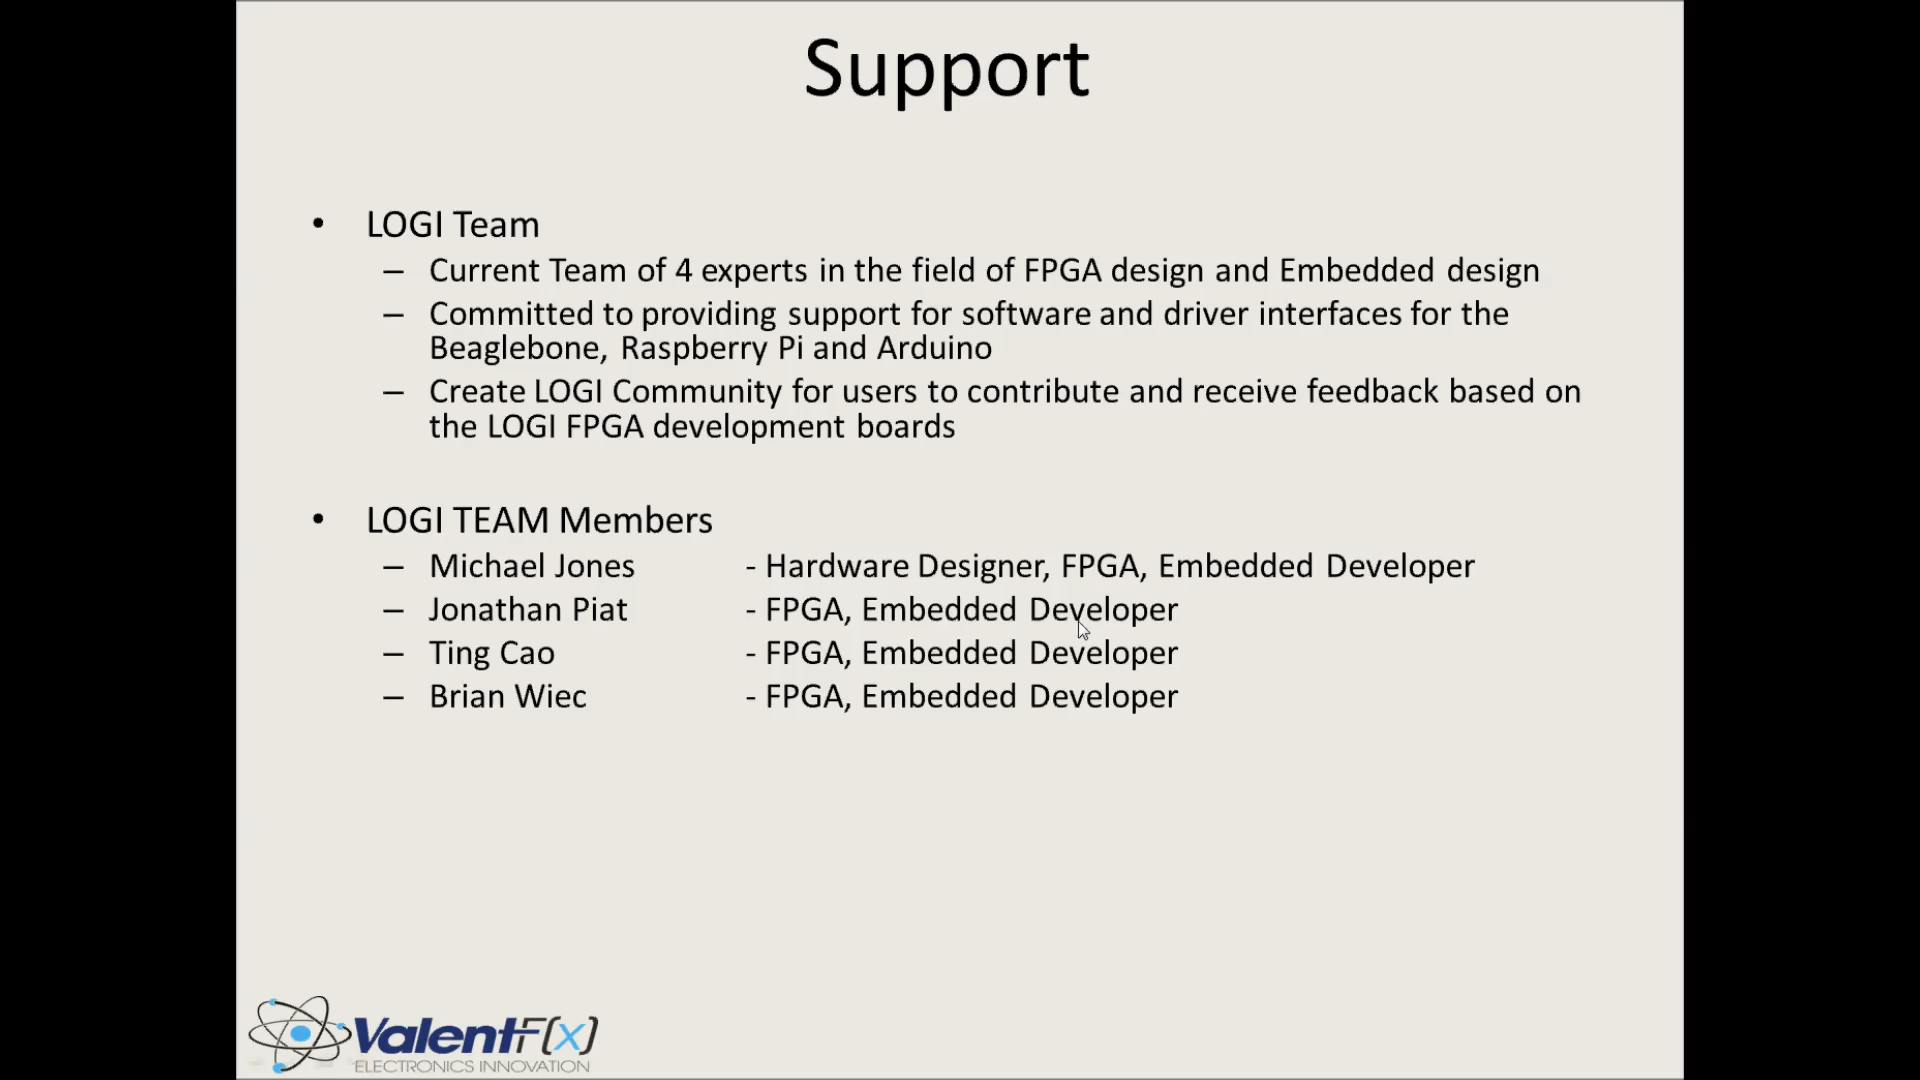 Support
• LOGI Team
– Current Team of 4 experts in the field of FPGA design and Embedded design
– Committed to providing support for software and driver interfaces for the
Beaglebone, Raspberry Pi and Arduino
– Create LOGI Community for users to contribute and receive feedback based on
the LOGI FPGA development boards
• LOGI TEAM Members
– Michael Jones - Hardware Designer, FPGA, Embedded Developer
– Jonathan Piat - FPGA, Embedded Developer
– Ting Cao - FPGA, Embedded Developer
– Brian Wiec - FPGA, Embedded Developer
ValentF(x)
ELECTRONICS INNOVATION